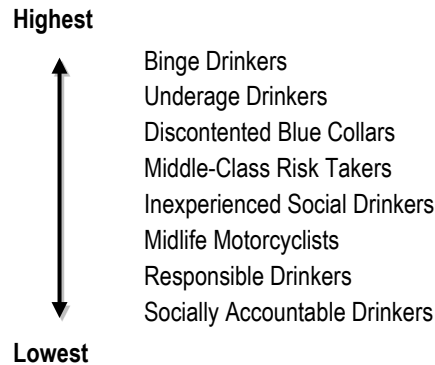 Highest
Binge Drinkers
Underage Drinkers
Discontented Blue Collars
Middle-Class Risk Takers
Inexperienced Social Drinkers
Midlife Motorcyclists
Responsible Drinkers
Socially Accountable Drinkers
Lowest